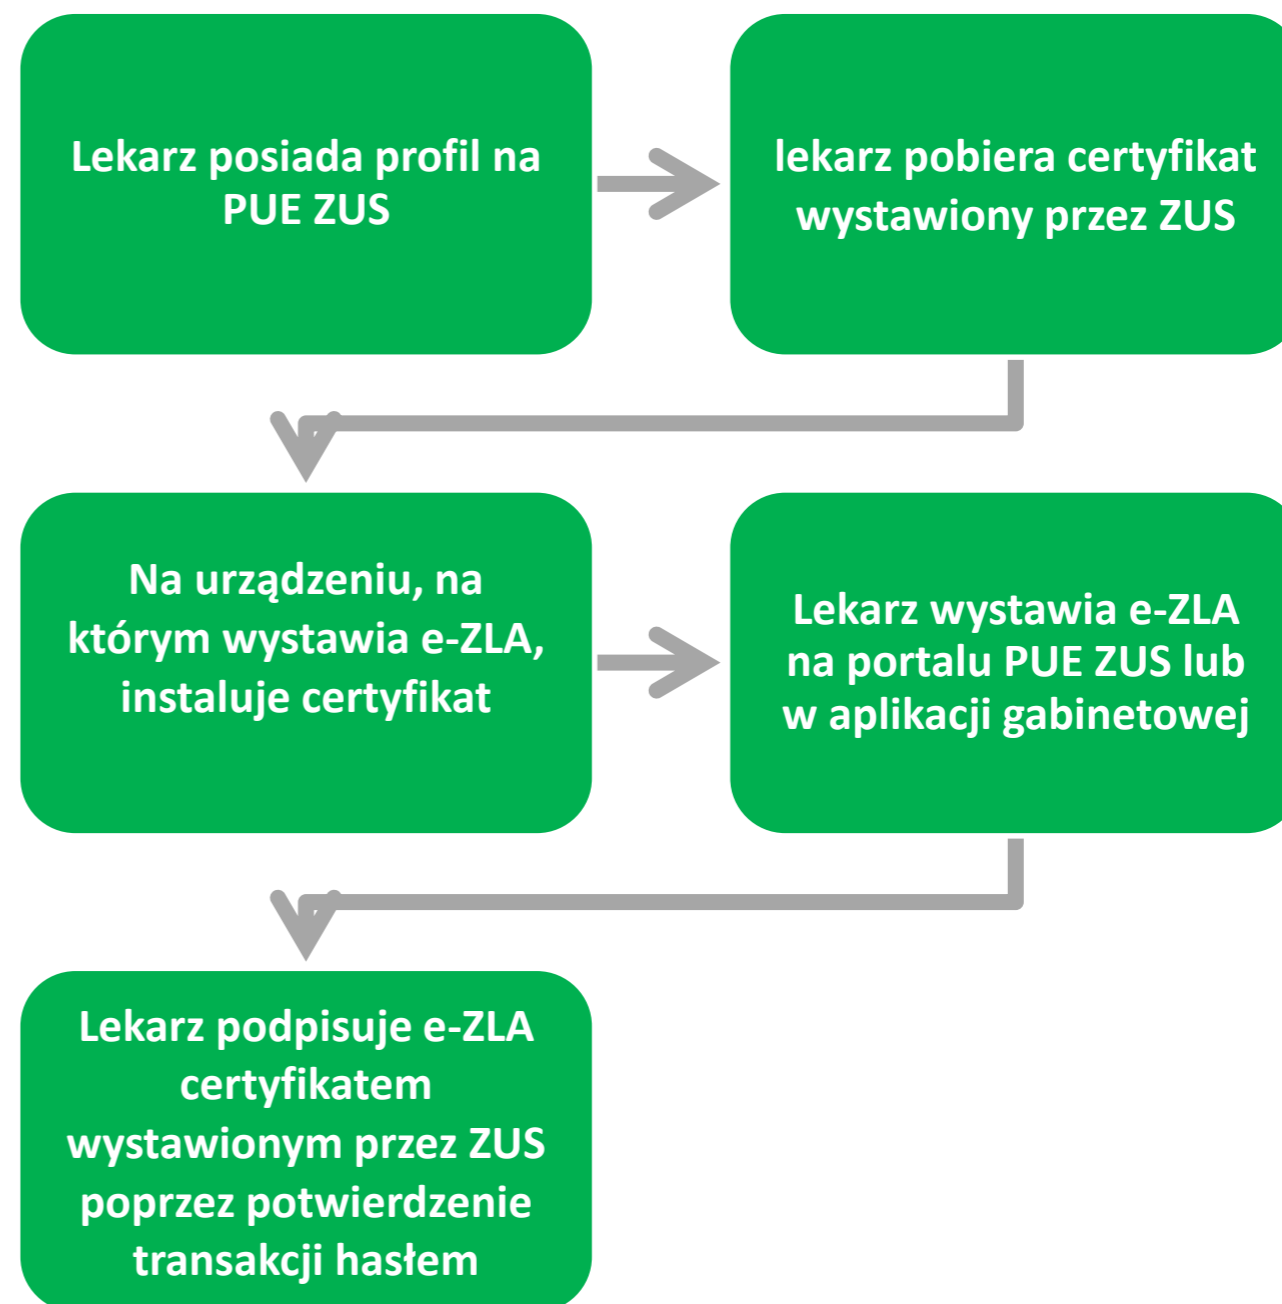 Lekarz posiada profil na
PUE ZUS
lekarz pobiera certyfikat
wystawiony przez ZUS
Na urządzeniu, na
którym wystawia e-ZLA,
instaluje certyfikat
Lekarz wystawia e-ZLA
na portalu PUE ZUS lub
w aplikacji gabinetowej
Lekarz podpisuje e-ZLA
certyfikatem
wystawionym przez ZUS
poprzez potwierdzenie
transakcji hasłem